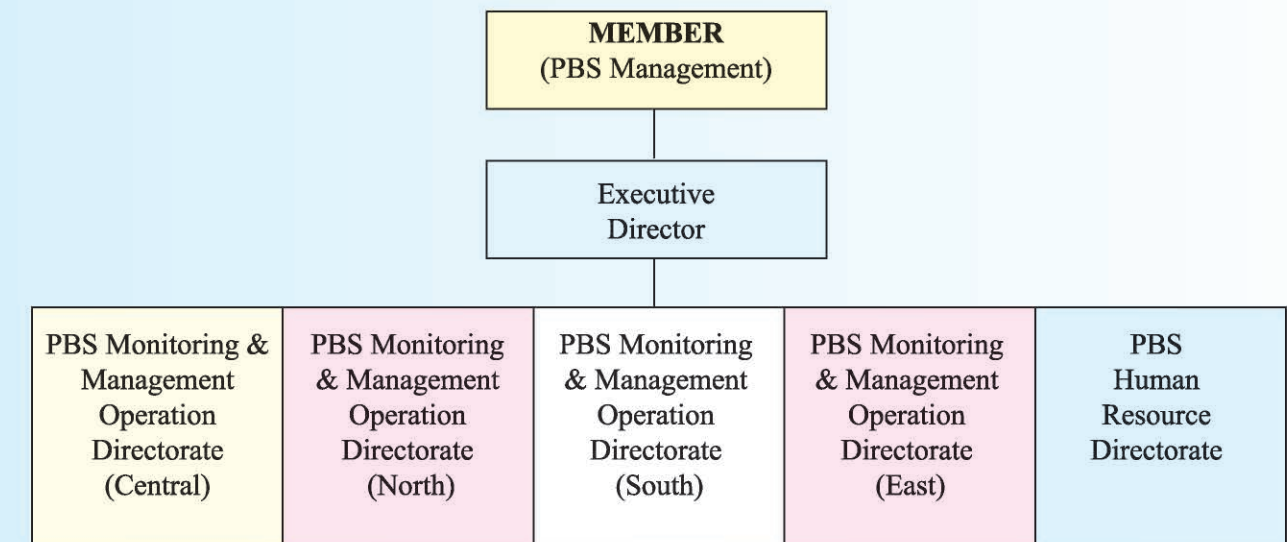 MEMBER
(PBS Management)
Executive
Director
PBS Monitoring &
Management
Operation
Directorate
(Central)
PBS Monitoring
& Management
Operation
Directorate
(North)
PBS Monitoring
& Management
Operation
Directorate
(South)
PBS Monitoring
& Management
Operation
Directorate
(East)
PBS
Human
Resource
Directorate